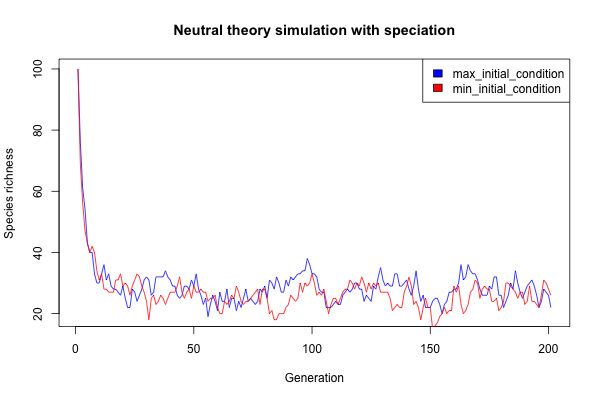 Neutral theory simulation with speciation
max_initial_condition
min_initial_condition
Species richness
100
80
60
40
20
0
50
100
150
200
Generation